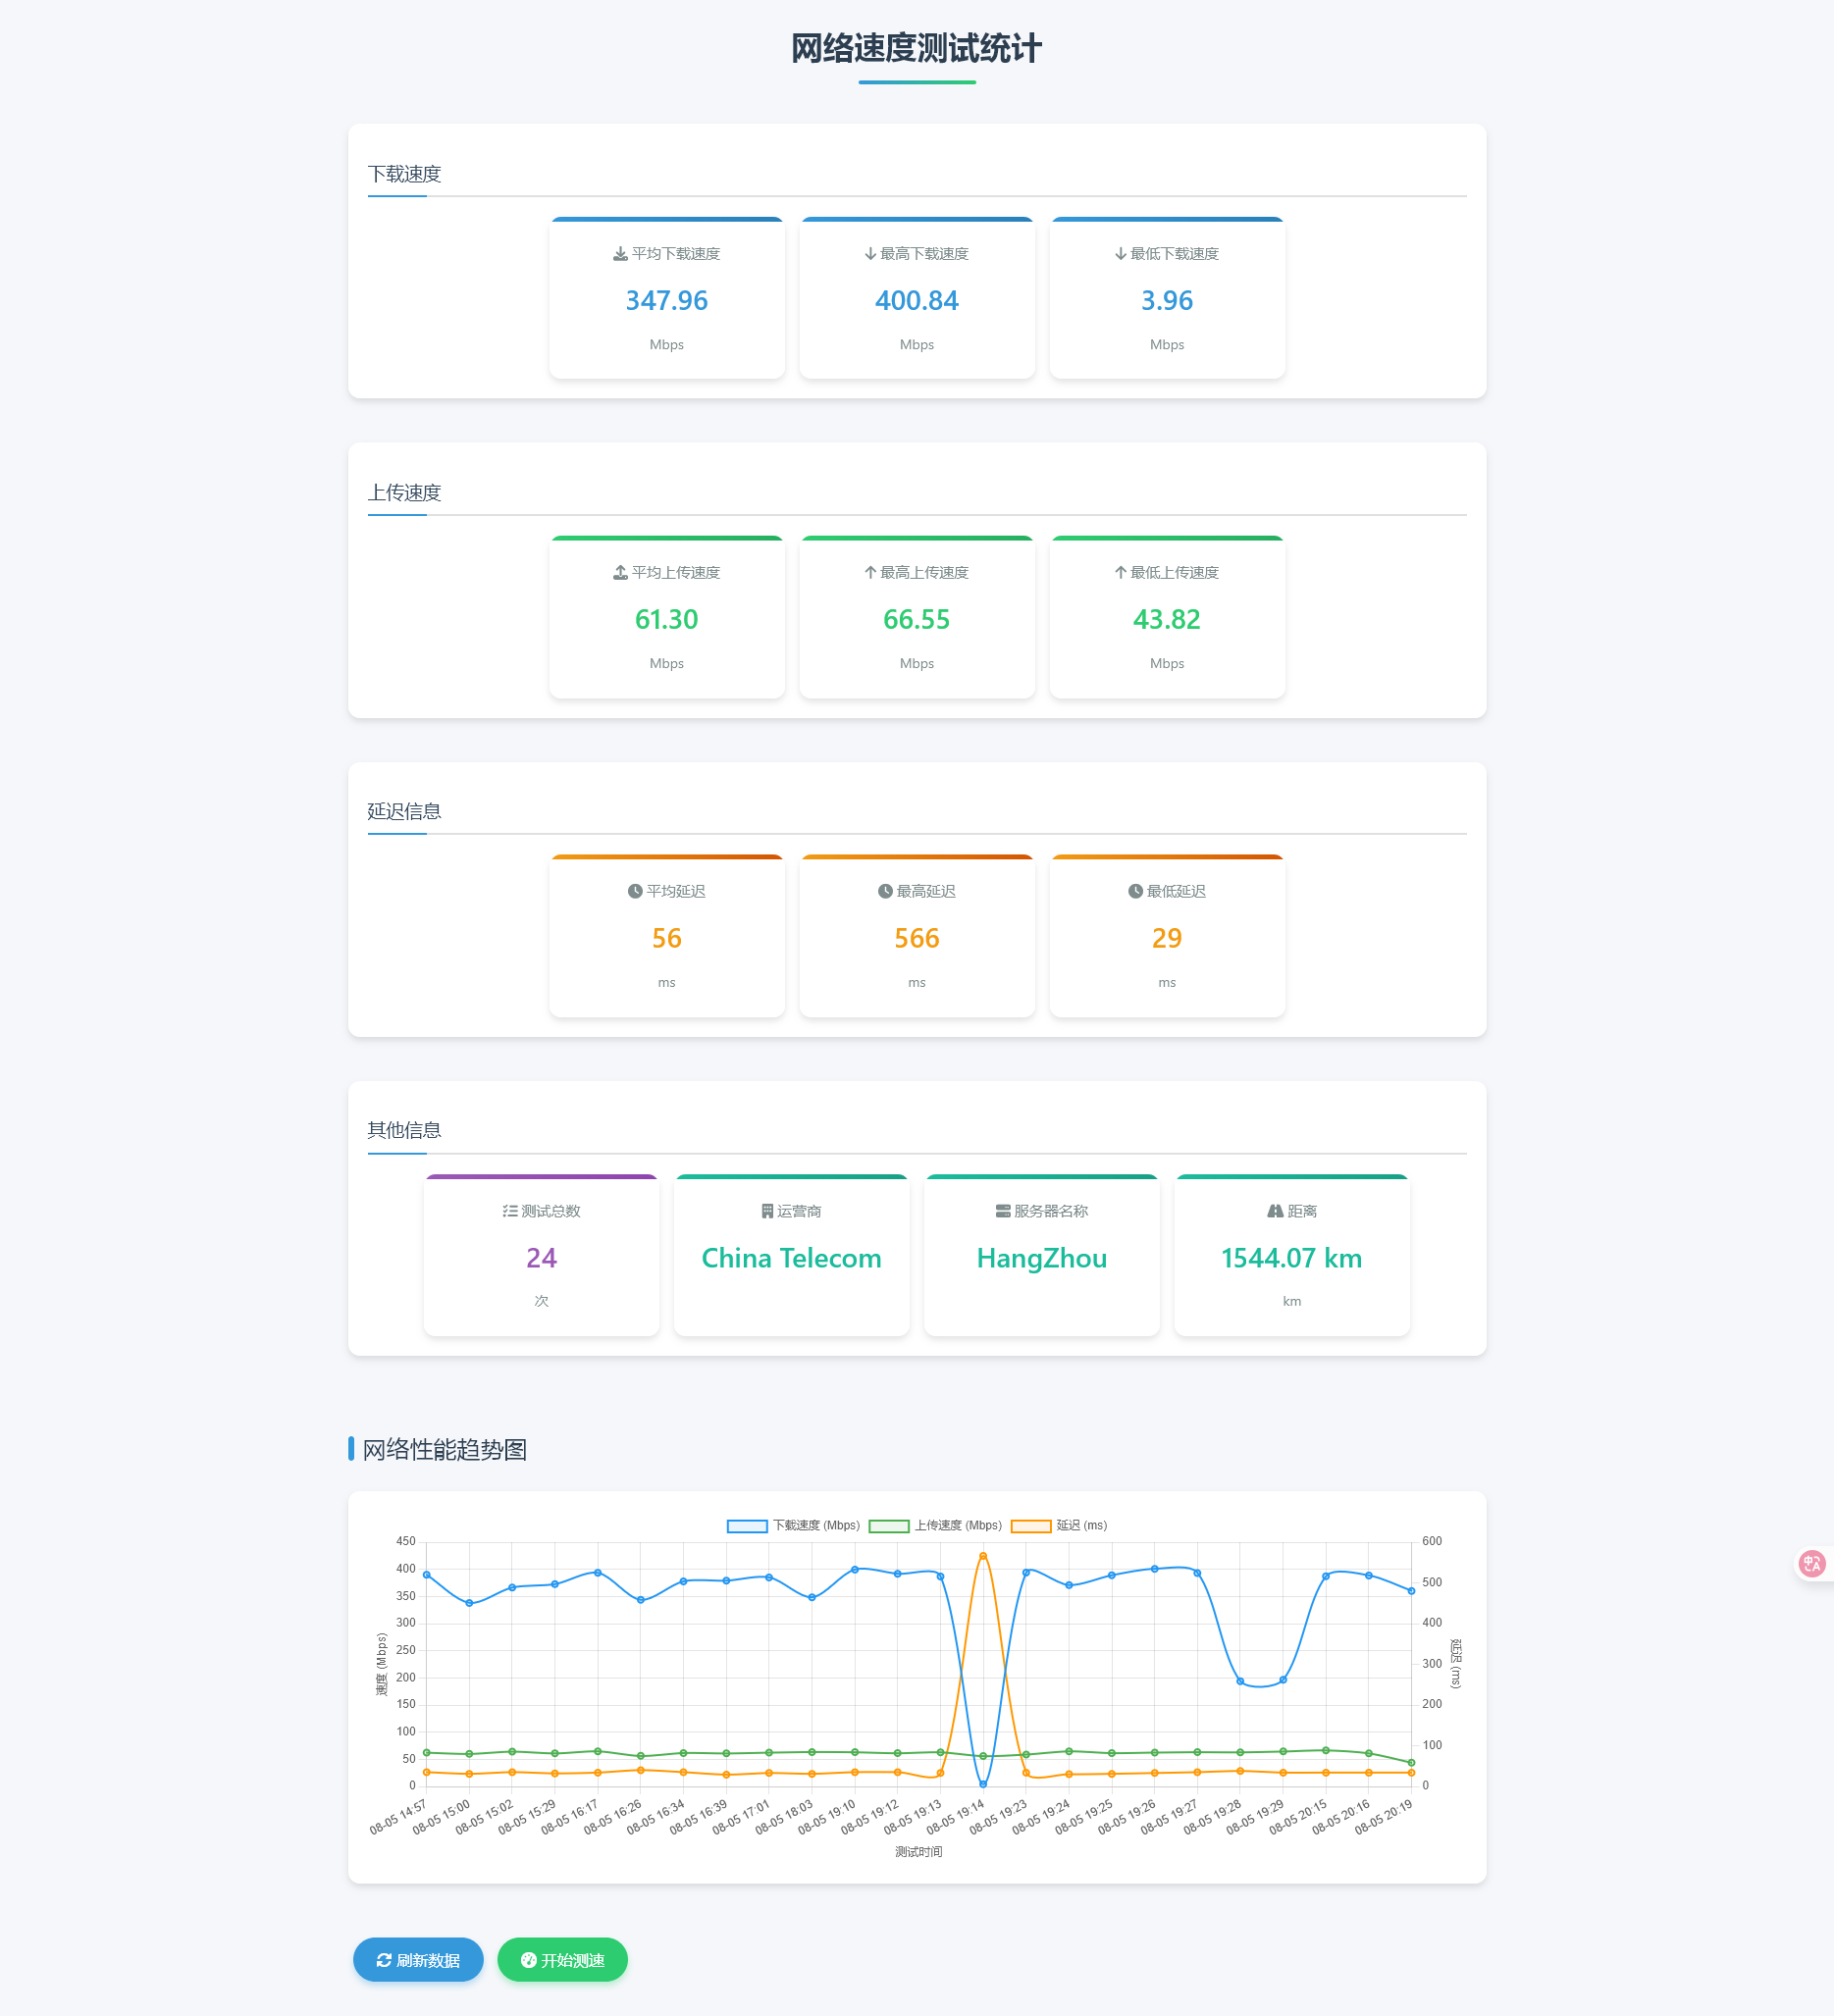 网络速度测试统计
下载速度
平均下载速度
347.96
Mbps
最高下载速度
400.84
Mbps
最低下载速度
3.96
Mbps
上传速度
平均上传速度
61.30
Mbps
最高上传速度
66.55
Mbps
最低上传速度
43.82
Mbps
延迟信息
平均延迟
56
ms
最高延迟
566
ms
最低延迟
29
ms
其他信息
测试总数
24
次
运营商
China Telecom
服务器名称
HangZhou
距离
1544.07 km
km
网络性能趋势图
下载速度 (Mbps) 上传速度 (Mbps) 延迟 (ms)
450
400
350
300
250
200
150
100
50
0
速度 (Mbps)
600
500
400
300
200
100
0
延迟 (ms)
08-05 14:57
08-05 15:00
08-05 15:02
08-05 15:29
08-05 16:17
08-05 16:26
08-05 16:34
08-05 16:39
08-05 17:01
08-05 18:03
08-05 19:10
08-05 19:12
08-05 19:13
08-05 19:14
08-05 19:23
08-05 19:24
08-05 19:25
08-05 19:26
08-05 19:27
08-05 19:28
08-05 19:29
08-05 20:15
08-05 20:16
08-05 20:19
测试时间
刷新数据
开始测速
中A